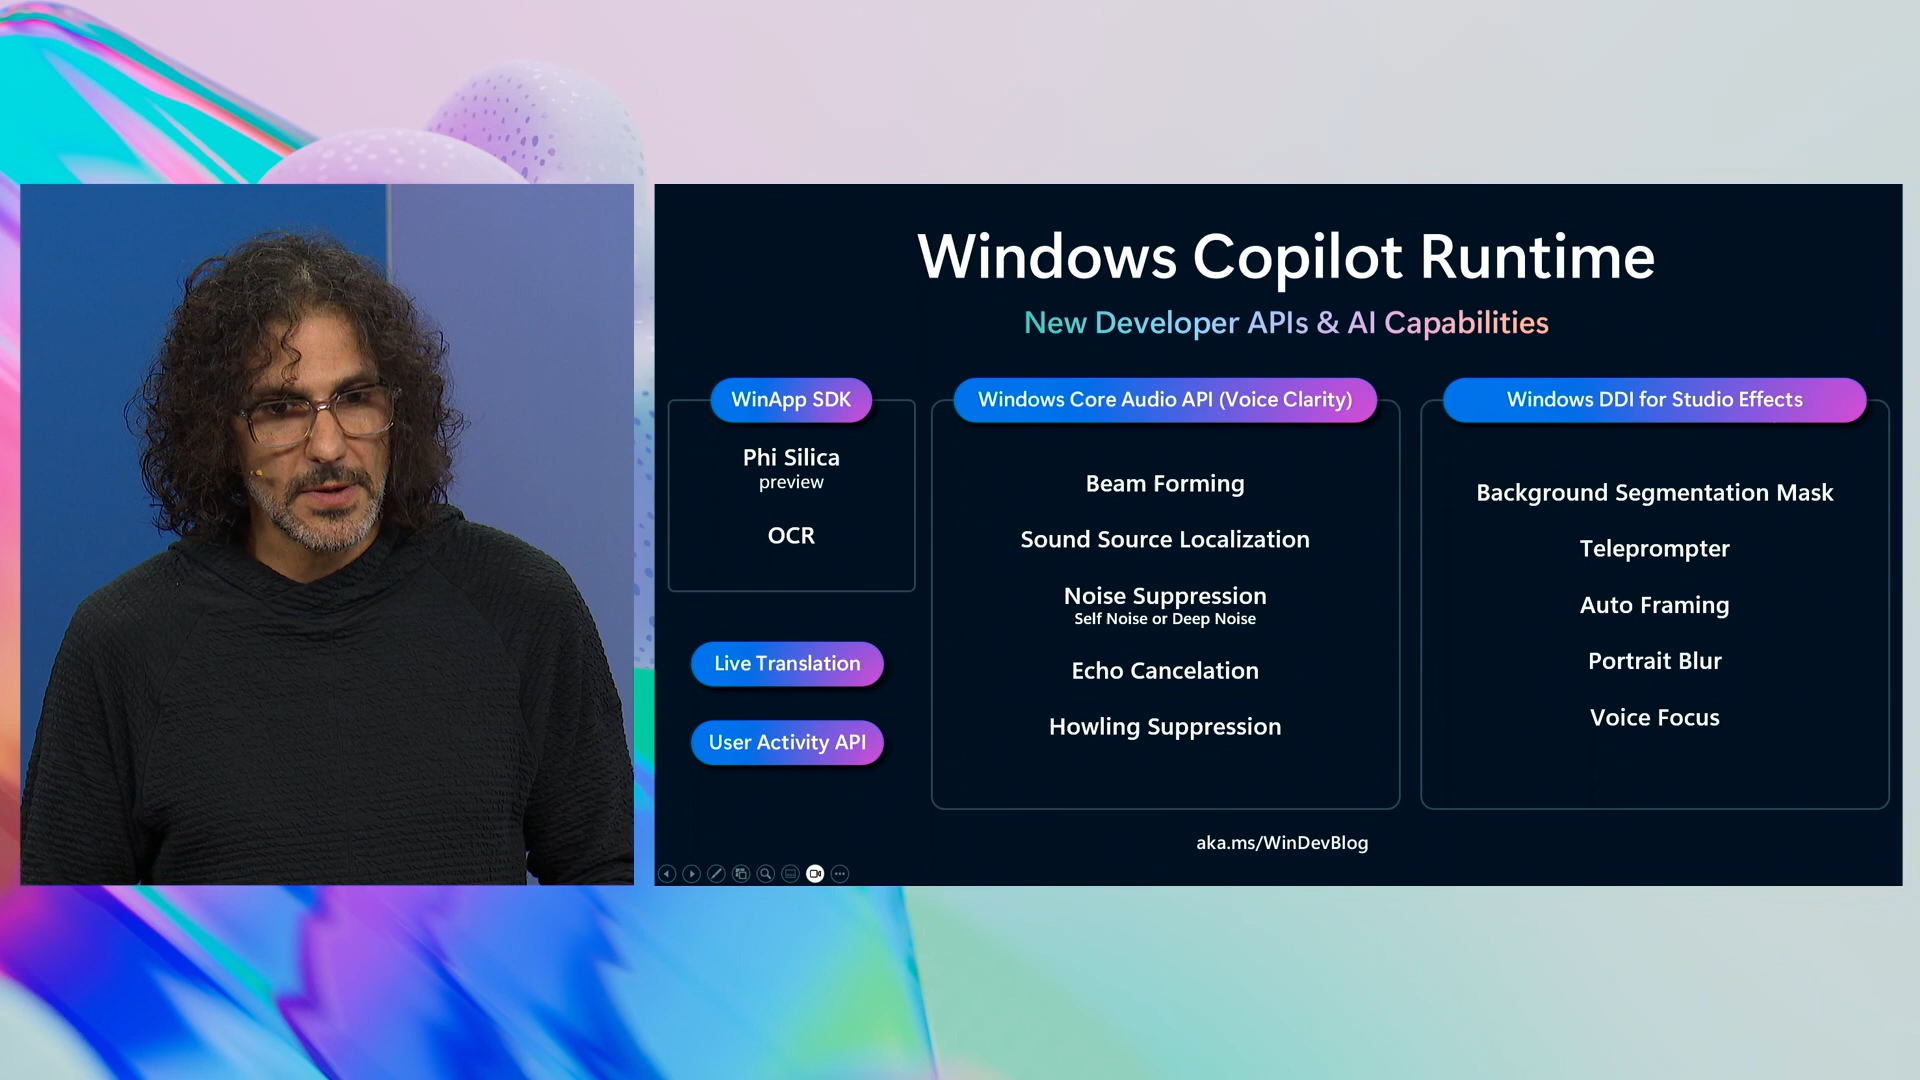 Windows Copilot Runtime
New Developer APIs & AI Capabilities
WinApp SDK
Phi Silica
preview
OCR
Live Translation
User Activity API
Windows Core Audio API (Voice Clarity)
Beam Forming
Sound Source Localization
Noise Suppression
Self Noise or Deep Noise
Echo Cancelation
Howling Suppression
Windows DDI for Studio Effects
Background Segmentation Mask
Teleprompter
Auto Framing
Portrait Blur
Voice Focus
aka.ms/WinDevBlog